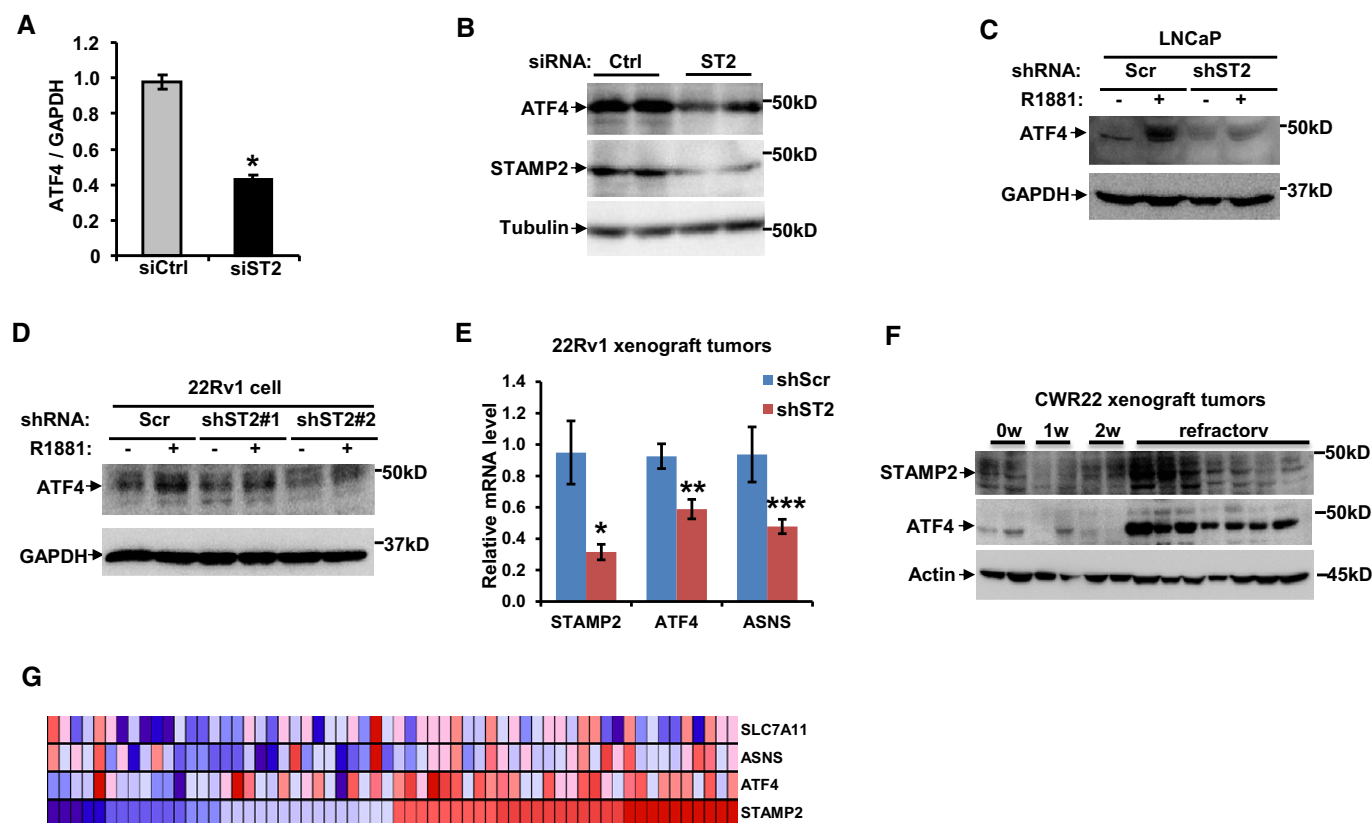 A
1.2
1.0
0.8
0.6
0.4
0.2
0
ATF4 / GAPDH
*
siCtrl siST2
B
siRNA: Ctrl ST2
ATF4 50kD
STAMP2 50kD
Tubulin 50kD
C
LNCaP
shRNA: Scr shST2
R1881: - + - +
ATF4 50kD
GAPDH 37kD
D
22Rv1 cell
shRNA: Scr shST2#1 shST2#2
R1881: - + - + - +
ATF4 50kD
GAPDH 37kD
E
22Rv1 xenograft tumors
shScr
shST2
1.4
1.2
1.0
0.8
0.6
0.4
0.2
0.0
Relative mRNA level
* ** ***
STAMP2 ATF4 ASNS
F
CWR22 xenograft tumors
0w 1w 2w refractory
STAMP2 50kD
ATF4 50kD
Actin 45kD
G
SLC7A11
ASNS
ATF4
STAMP2